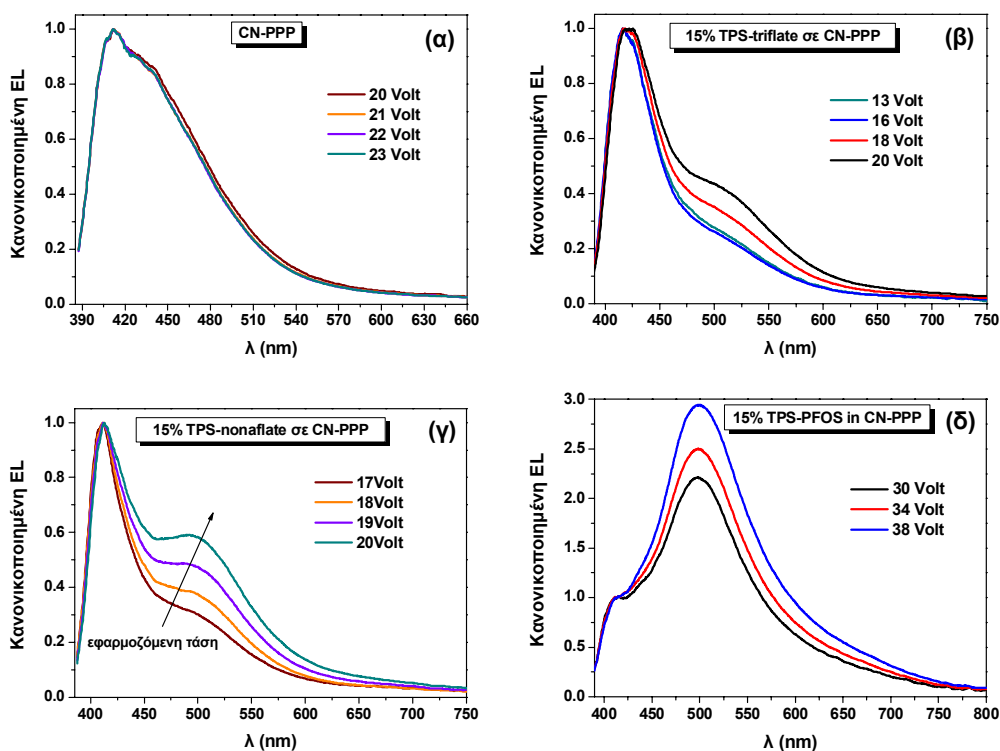 CN-PPP
(α)
20 Volt
21 Volt
22 Volt
23 Volt
Κανονικοποιημένη EL
1.0
0.8
0.6
0.4
0.2
0.0
390 420 450 480 510 540 570 600 630 660
λ (nm)
15% TPS-triflate σε CN-PPP
(β)
13 Volt
16 Volt
18 Volt
20 Volt
Κανονικοποιημένη EL
1.0
0.8
0.6
0.4
0.2
0.0
400 450 500 550 600 650 700 750
λ (nm)
15% TPS-nonaflate σε CN-PPP
(γ)
17Volt
18Volt
19Volt
20Volt
εφαρμοζόμενη τάση
Κανονικοποιημένη EL
1.0
0.8
0.6
0.4
0.2
0.0
400 450 500 550 600 650 700 750
λ (nm)
15% TPS-PFOS in CN-PPP
(δ)
30 Volt
34 Volt
38 Volt
Κανονικοποιημένη EL
3.0
2.5
2.0
1.5
1.0
0.5
0.0
400 450 500 550 600 650 700 750 800
λ (nm)